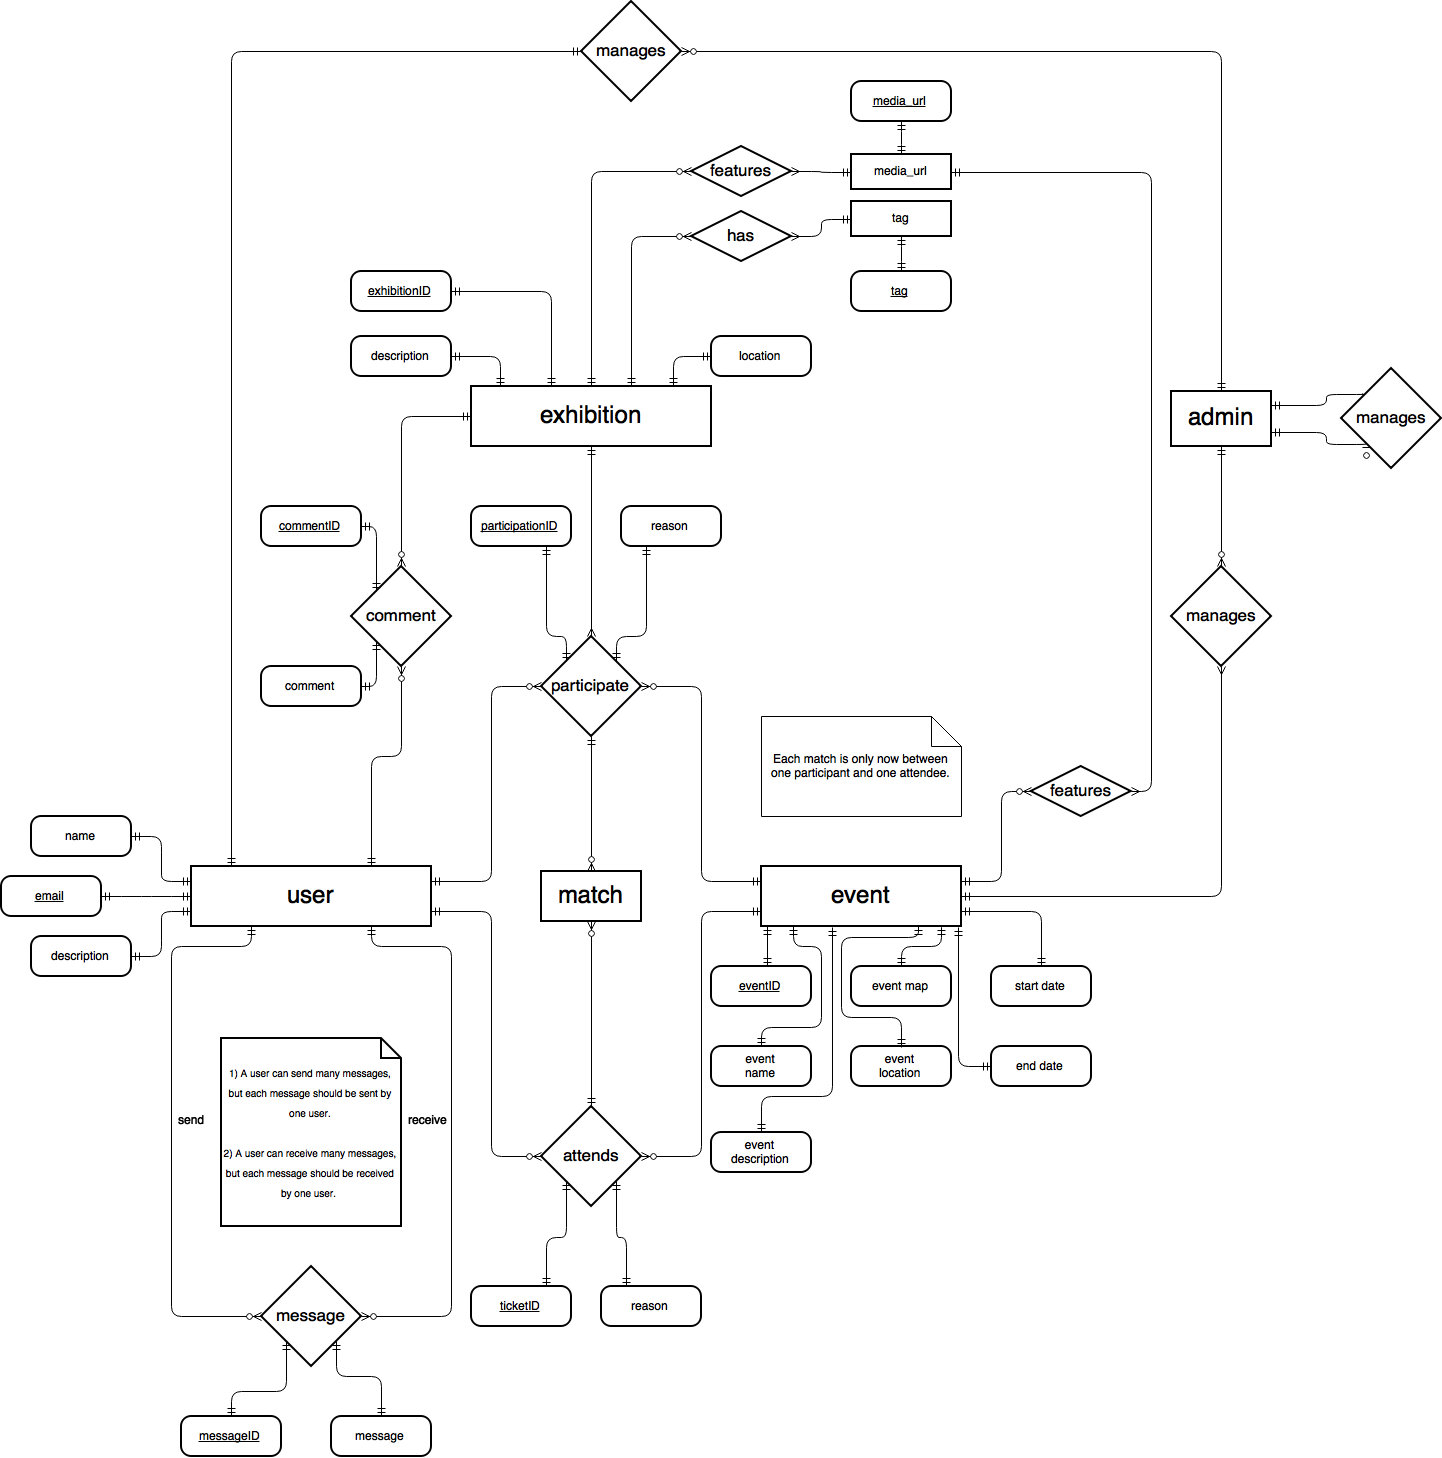 manages
media_url
features
media_url
tag
has
exhibitionID
tag
description
location
exhibition
admin
manages
commentID
participationID
reason
comment
manages
comment
participate
Each match is only now between
one participant and one attendee.
features
name
user
match
event
email
description
eventID
event map
start date
event
name
event
location
end date
1) A user can send many messages,
but each message should be sent by
one user.
send
receive
2) A user can receive many messages,
but each message should be received
by one user.
event
description
attends
ticketID
reason
message
messageID
message